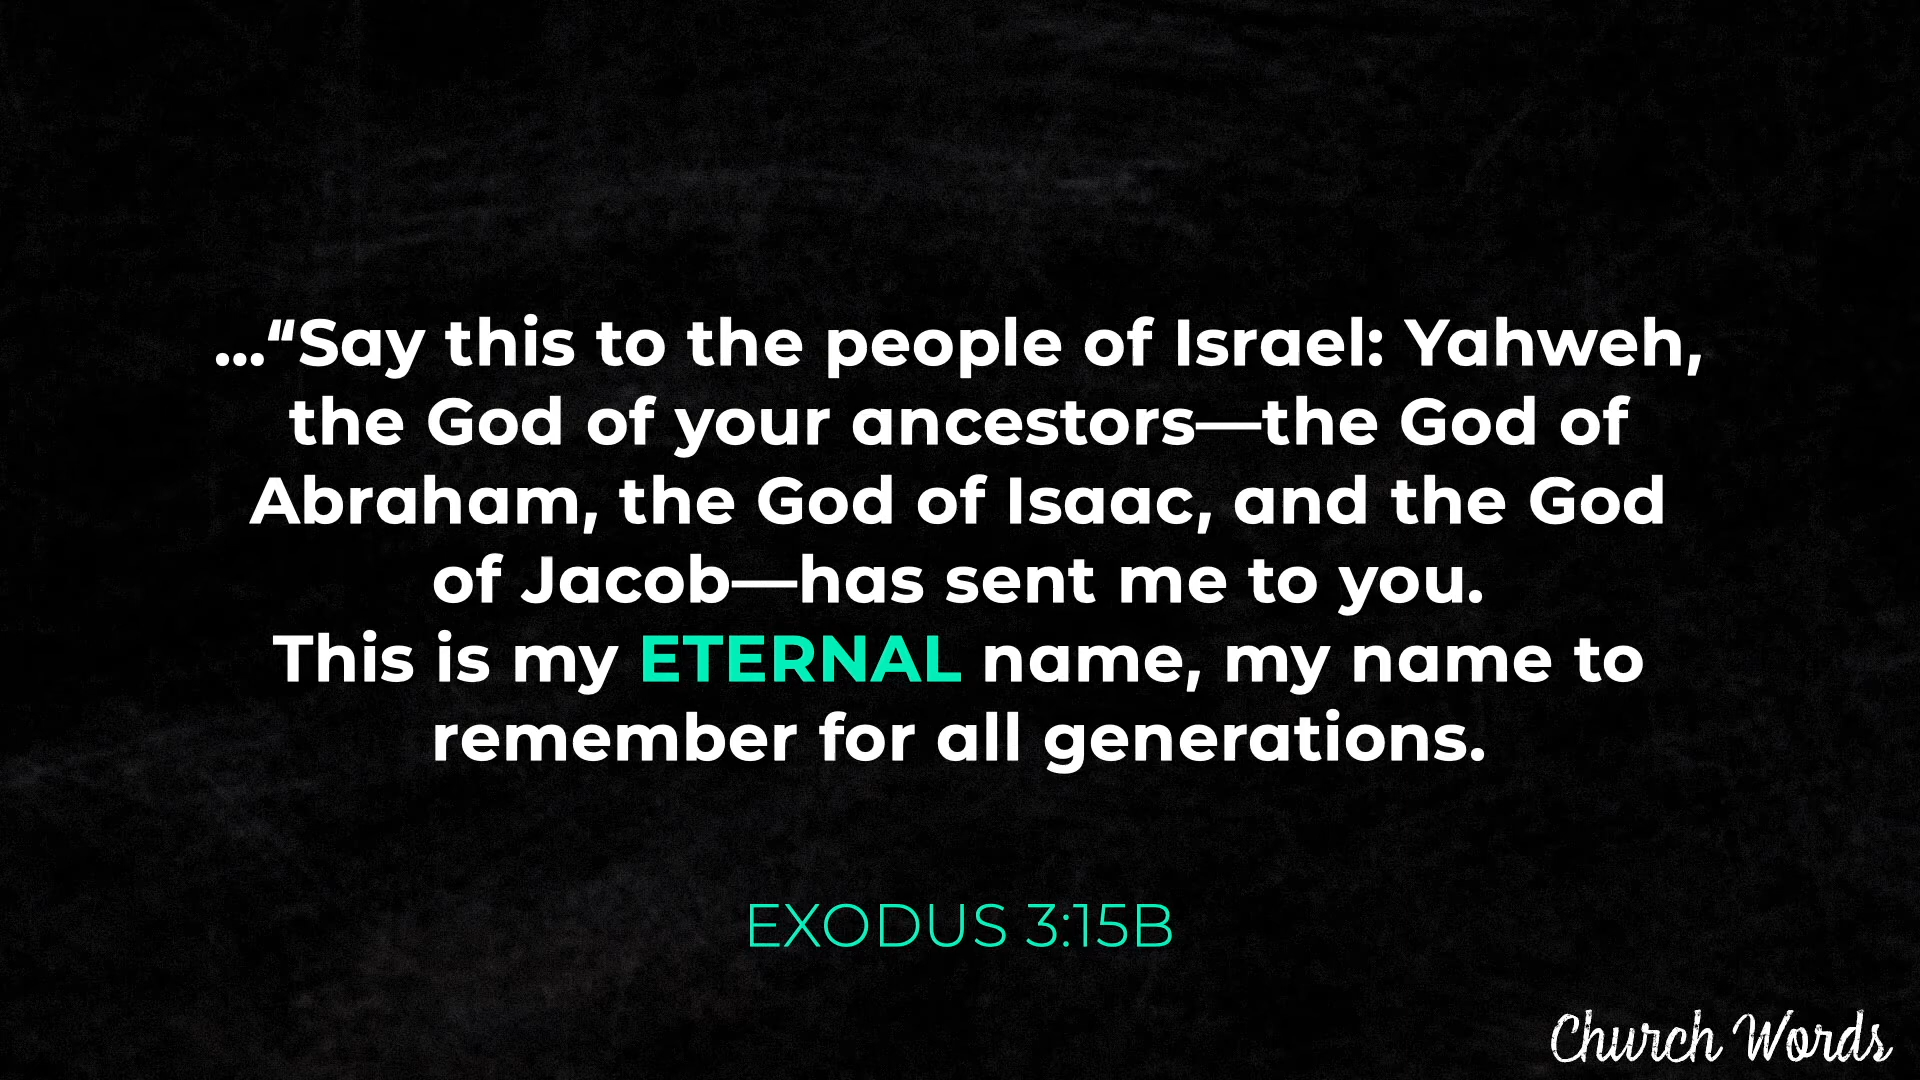 ...“Say this to the people of Israel: Yahweh,
the God of your ancestors—the God of
Abraham, the God of Isaac, and the God
of Jacob—has sent me to you.
This is my ETERNAL name, my name to
remember for all generations.
EXODUS 3:15B
Church Words